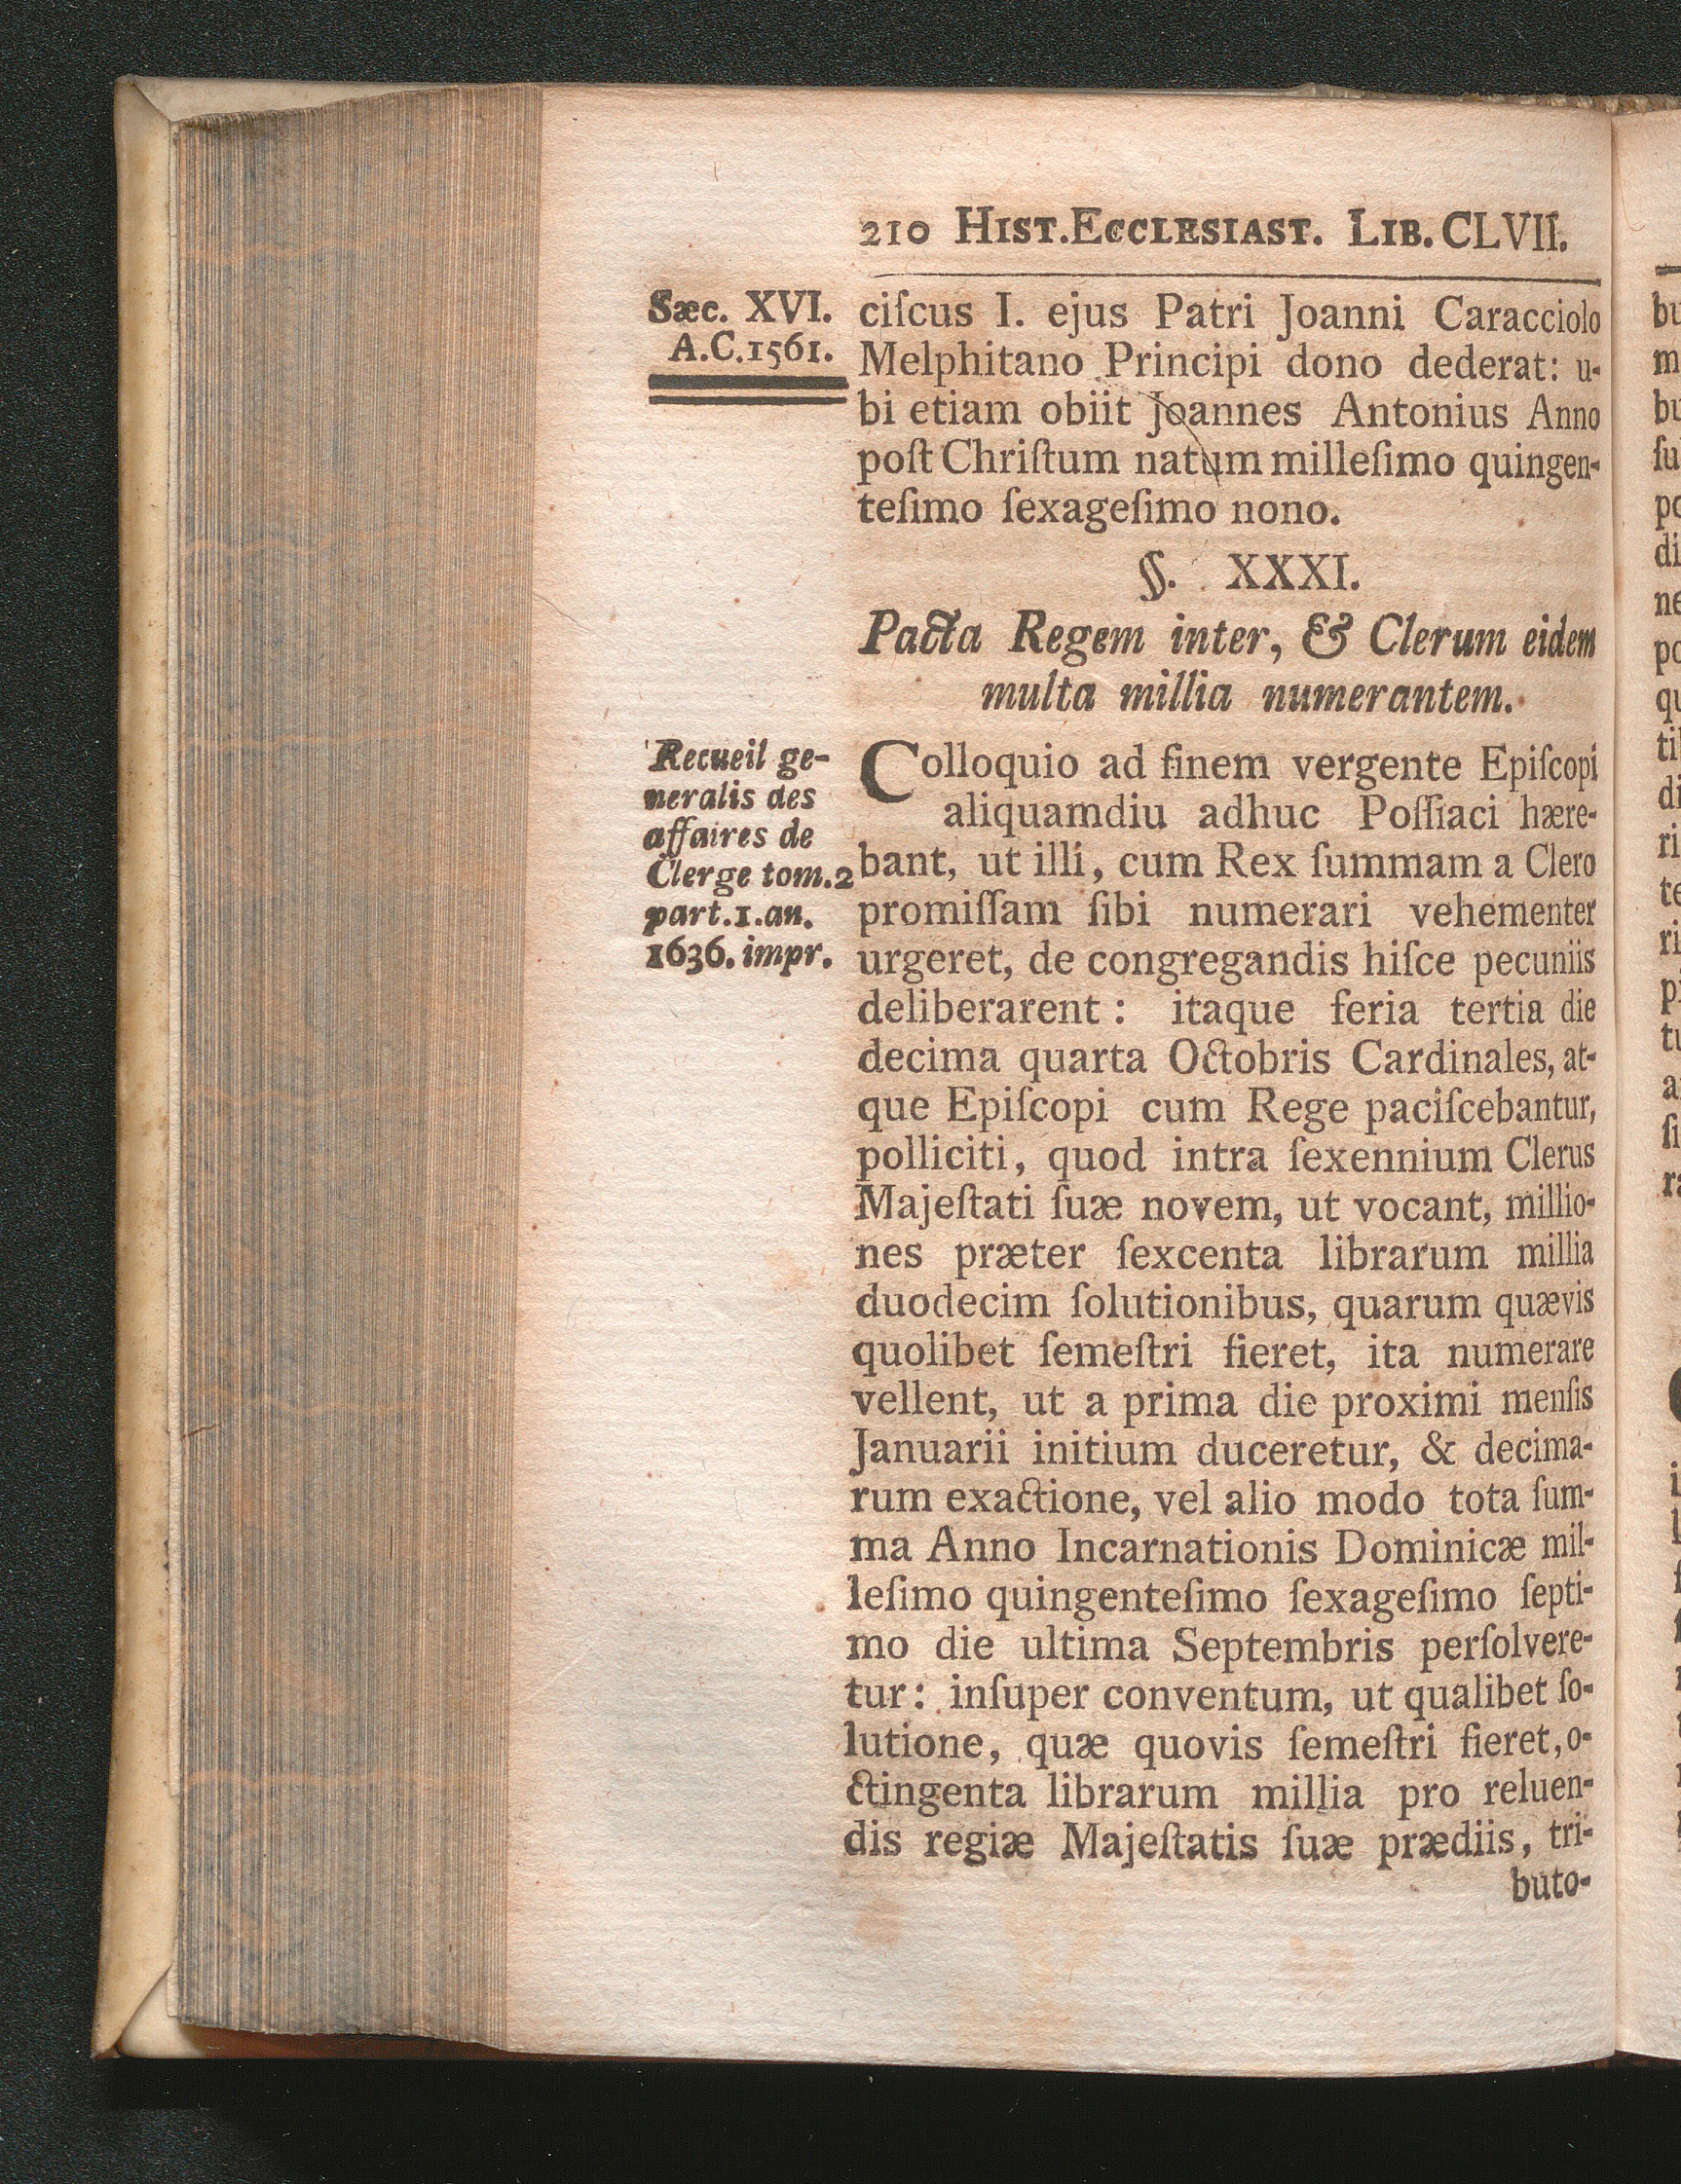 210 HIST.ECCLESIAST. LIB.CLVII.
Sæc. XVI.
A.C.1561.
ciſcus I. ejus Patri Joanni Caracciolo
Melphitano Principi dono dederat: u-
bi etiam obiit Joannes Antonius Anno
poſt Chriſtum natum milleſimo quingen-
teſimo ſexageſimo nono.
§. XXXI.
Pacta Regem inter, & Clerum eidem
multa millia numerantem.
Recueil ge-
neralis des
affaires de
Clerge tom.2
part.1.an.
1636. impr.
Colloquio ad finem vergente Epiſcopi
aliquamdiu adhuc Poſſiaci hære-
bant, ut illi, cum Rex ſummam a Clero
promiſſam ſibi numerari vehementer
urgeret, de congregandis hiſce pecuniis
deliberarent: itaque feria tertia die
decima quarta Octobris Cardinales, at-
que Epiſcopi cum Rege paciſcebantur,
polliciti, quod intra ſexennium Clerus
Majeſtati ſuæ novem, ut vocant, millio-
nes præter ſexcenta librarum millia
duodecim ſolutionibus, quarum quævis
quolibet ſemeſtri fieret, ita numerare
vellent, ut a prima die proximi menſis
Januarii initium duceretur, & decima-
rum exactione, vel alio modo tota ſum-
ma Anno Incarnationis Dominicæ mil-
leſimo quingenteſimo ſexageſimo ſepti-
mo die ultima Septembris perſolvere-
tur: inſuper conventum, ut qualibet ſo-
lutione, quæ quovis ſemeſtri fieret, o-
ctingenta librarum millia pro reluen-
dis regiæ Majeſtatis ſuæ prædiis, tri-
buto-